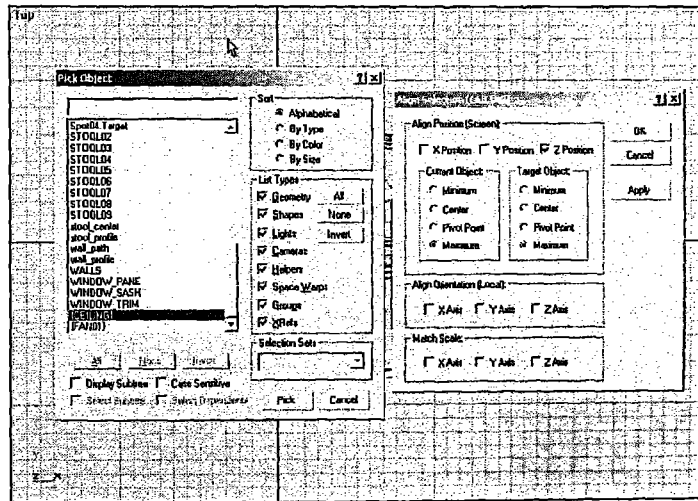 Top
Pick Object
Spot04.Target
STOOL02
STOOL03
STOOL04
STOOL05
STOOL06
STOOL07
STOOL08
STOOL09
stool_center
stool_profile
wall_path
wall_profile
WALLS
WINDOW_PANE
WINDOW_SASH
WINDOW_TRIM
[CEILING]
[FAN01]
All None Invert
Display Subtree Case Sensitive
Select Subtree Select Dependents
Sort
Alphabetical
By Type
By Color
By Size
List Types
Geometry All
Shapes None
Lights Invert
Cameras
Helpers
Space Warps
Groups
XRefs
Selection Sets
Pick Cancel
Align Position (Screen):
X Position Y Position Z Position
Current Object: Target Object:
Minimum Minimum
Center Center
Pivot Point Pivot Point
Maximum Maximum
Align Orientation (Local):
X Axis Y Axis Z Axis
Match Scale:
X Axis Y Axis Z Axis
OK
Cancel
Apply